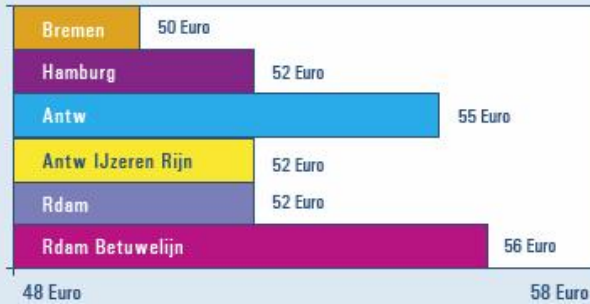 Bremen 50 Euro
Hamburg 52 Euro
Antw 55 Euro
Antw IJzeren Rijn 52 Euro
Rdam 52 Euro
Rdam Betuwelijn 56 Euro
48 Euro 58 Euro